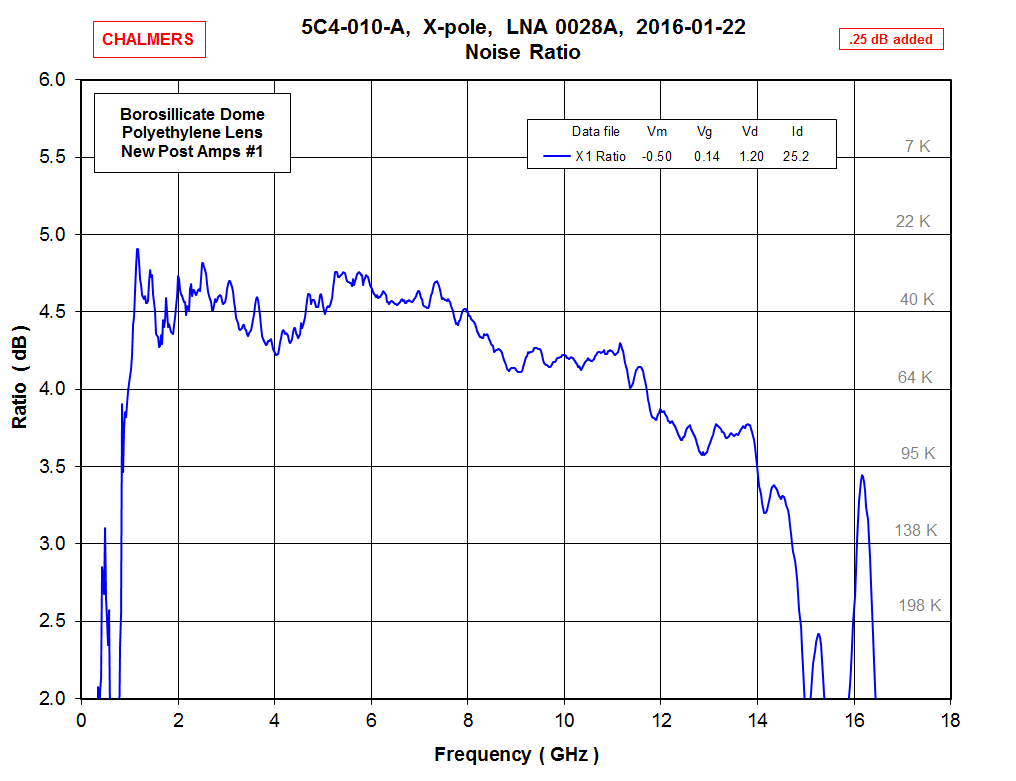 5C4-010-A, X-pole, LNA 0028A, 2016-01-22
Noise Ratio
CHALMERS
.25 dB added
Borosillicate Dome
Polyethylene Lens
New Post Amps #1
Data file Vm Vg Vd Id
X1 Ratio -0.50 0.14 1.20 25.2
6.0
5.5
5.0
4.5
4.0
3.5
3.0
2.5
2.0
Ratio ( dB )
7 K
22 K
40 K
64 K
95 K
138 K
198 K
0 2 4 6 8 10 12 14 16 18
Frequency ( GHz )